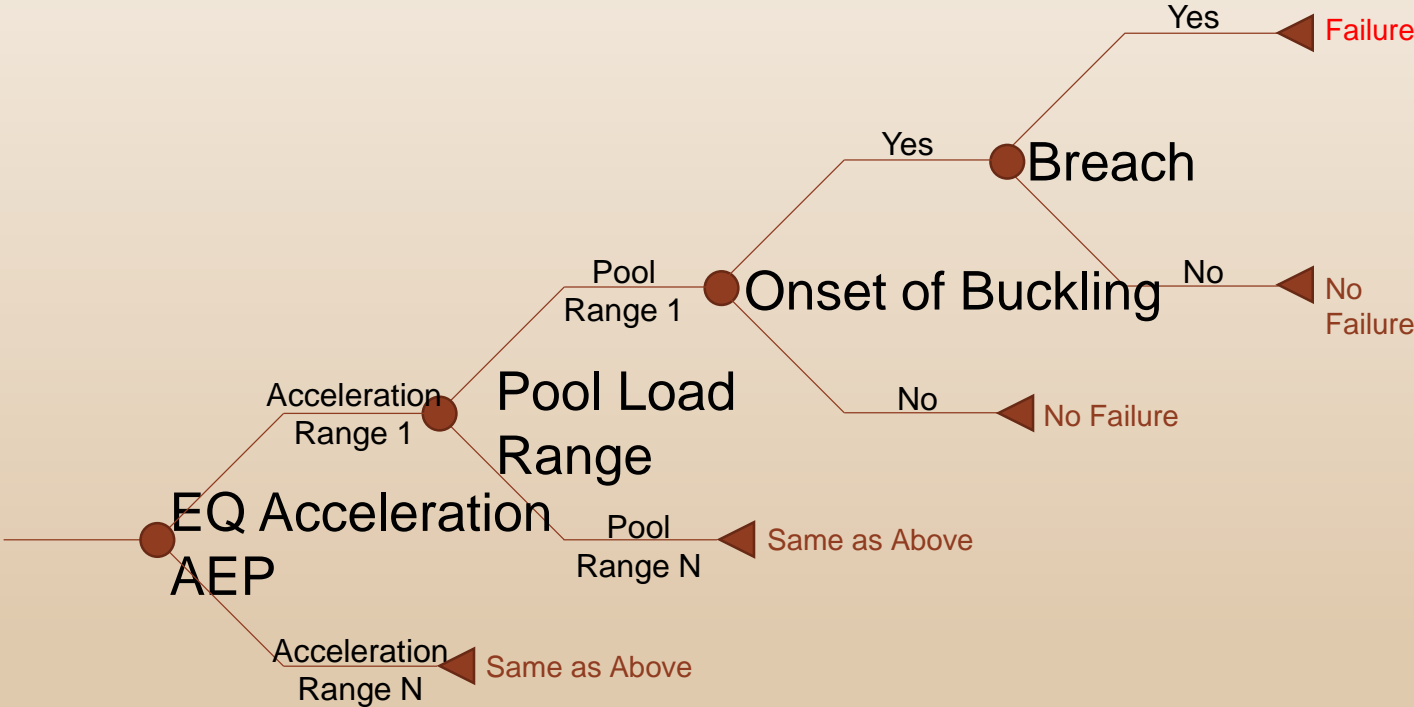 Yes
Failure
Yes
Breach
Pool
Range 1
Onset of Buckling
No
No
Failure
Acceleration
Range 1
Pool Load
Range
No
No Failure
EQ Acceleration
AEP
Pool
Range N
Same as Above
Acceleration
Range N
Same as Above